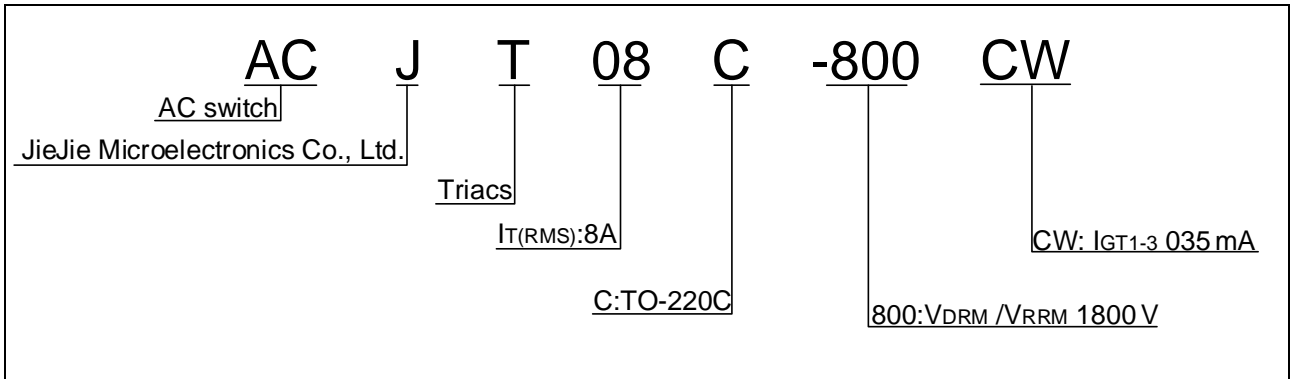 AC J T 08 C -800 CW
AC switch
JieJie Microelectronics Co., Ltd.
Triacs
IT(RMS):8A
CW: IGT1-3 035 mA
C:TO-220C
800:VDRM /VRRM 1800 V